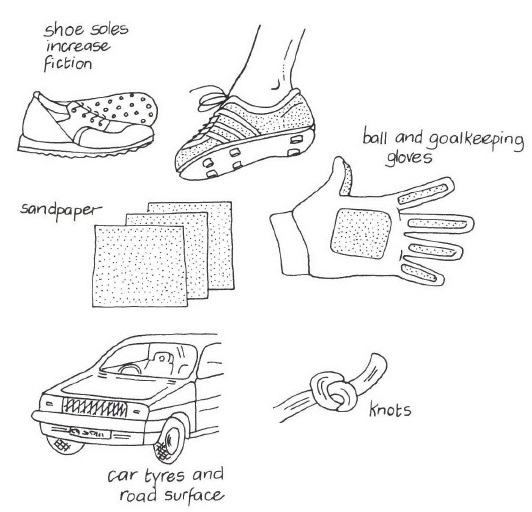 shoe soles
increase
fiction
ball and goalkeeping
gloves
sandpaper
knots
car tyres and
road surface